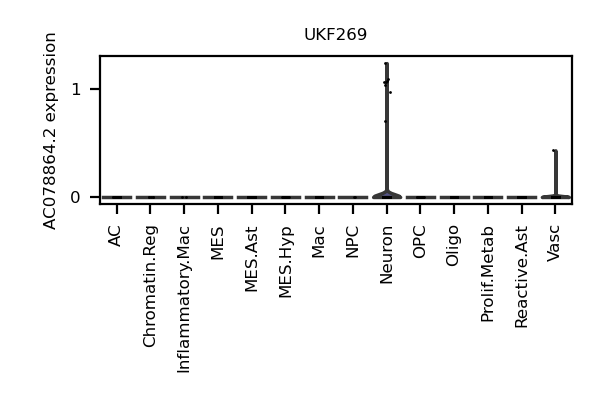 UKF269
AC078864.2 expression
1
0
AC
Chromatin.Reg
Inflammatory.Mac
MES
MES.Ast
MES.Hyp
Mac
NPC
Neuron
OPC
Oligo
Prolif.Metab
Reactive.Ast
Vasc